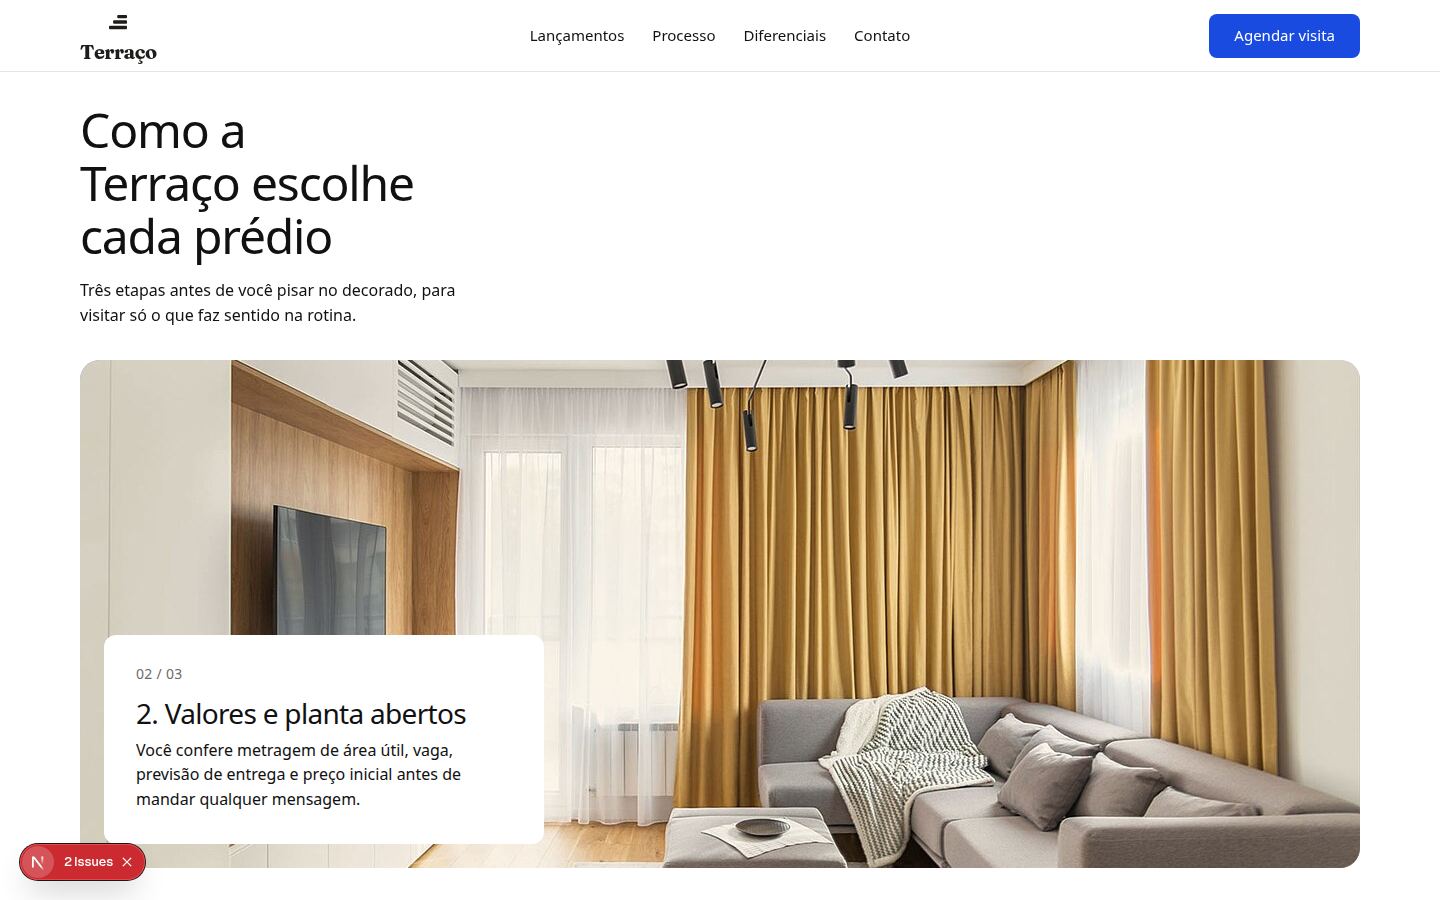 Terraço
Lançamentos
Processo
Diferenciais
Contato
Agendar visita
Como a
Terraço escolhe
cada prédio
Três etapas antes de você pisar no decorado, para
visitar só o que faz sentido na rotina.
02 / 03
2. Valores e planta abertos
Você confere metragem de área útil, vaga,
previsão de entrega e preço inicial antes de
mandar qualquer mensagem.
N
2 Issues